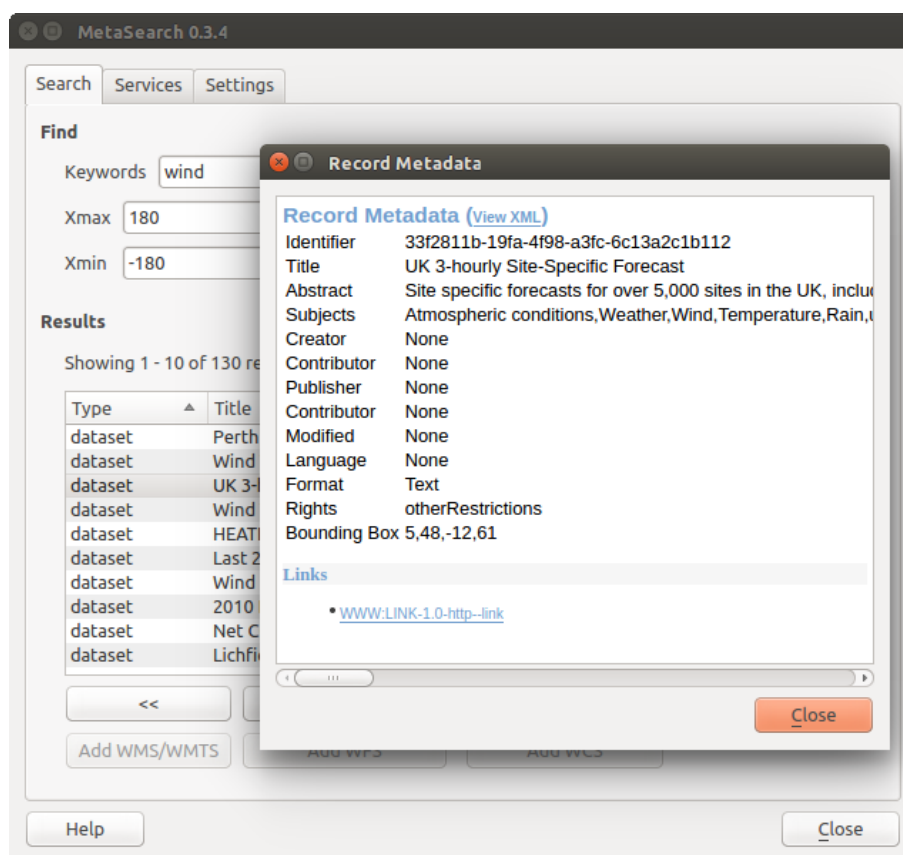 MetaSearch 0.3.4
Search Services Settings
Find
Keywords wind
Xmax 180
Xmin -180
Results
Showing 1 - 10 of 130
Type Title
dataset Perth
dataset Wind
dataset UK
dataset Wind
dataset
dataset Last 2
dataset Wind
dataset 2010
dataset Net C
dataset
<<
Add WMS/WMTS Add WFS Add WCS
Help Close
Record Metadata
Record Metadata (View XML)
Identifier 33f2811b-19fa-4f98-a3fc-6c13a2c1b112
Title UK 3-hourly Site-Specific Forecast
Abstract Site specific forecasts for over 5,000 sites in the UK,
Subjects Atmospheric conditions,Weather,Wind,Temperature,Rain,
Creator None
Contributor None
Publisher None
Contributor None
Modified None
Language None
Format Text
Rights otherRestrictions
Bounding Box 5,48,-12,61
Links
WWW:LINK-1.0-http--link
Close